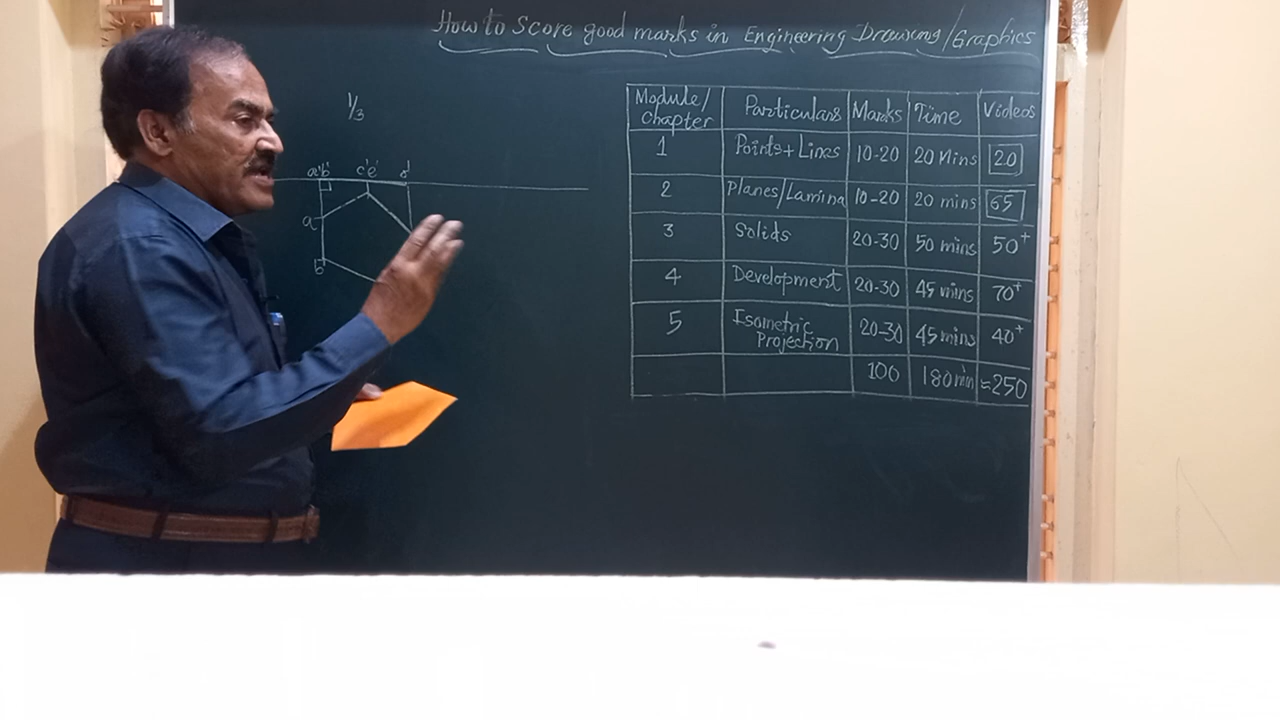 How to Score good marks in Engineering Drawing/Graphics
1/3
a'b' c'e' d'
a
b
Module/ Chapter Particulars Marks Time Videos
1 Points+Lines 10-20 20 Mins 20
2 Planes/Lamina 10-20 20 mins 65
3 Solids 20-30 50 mins 50+
4 Development 20-30 45 mins 70+
5 Isometric Projection 20-30 45 mins 40+
100 180 min ≈250